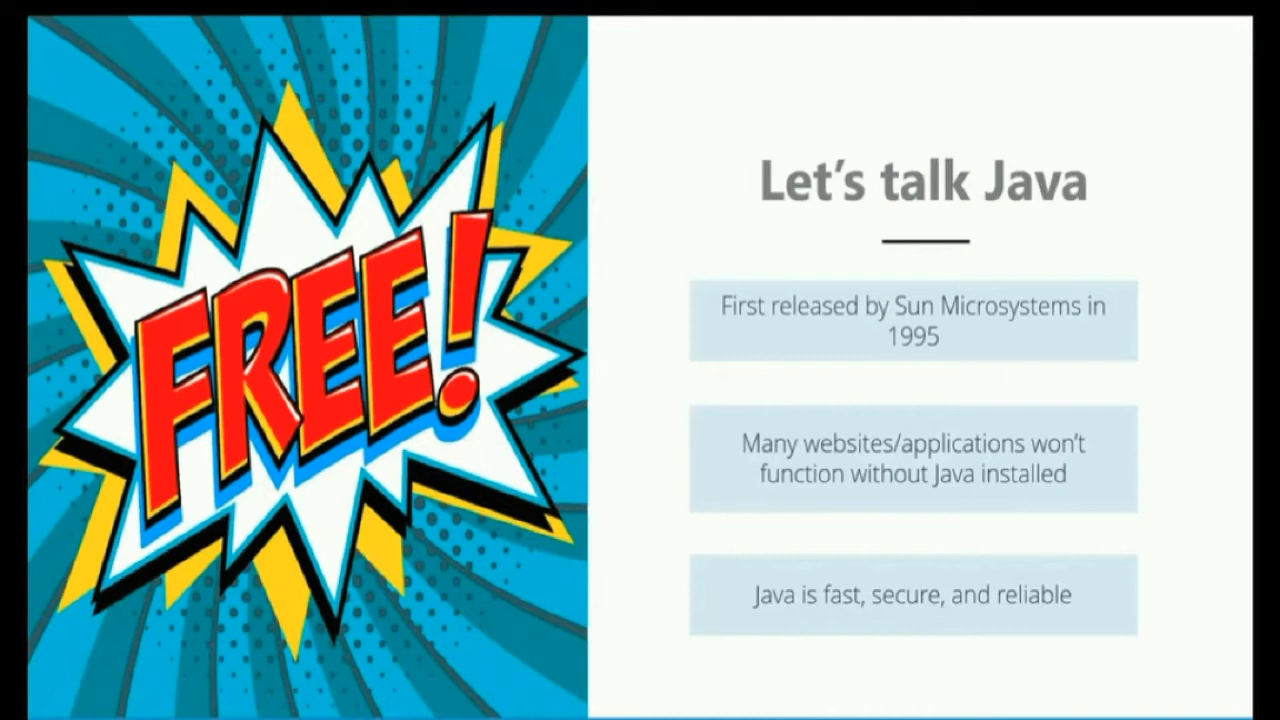 FREE!
Let's talk Java
First released by Sun Microsystems in
1995
Many websites/applications won't
function without Java installed
Java is fast, secure, and reliable